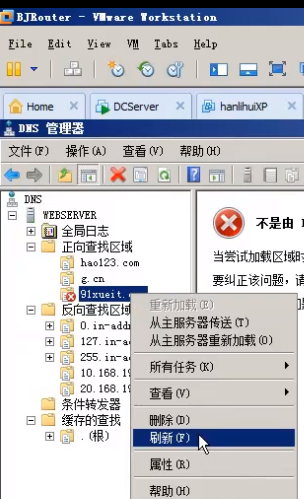 BJRouter - VMware Workstation
File Edit View VM Tabs Help
Home DCServer hanlihuiXP
DNS 管理器
文件(F) 操作(A) 查看(V) 帮助(H)
DNS
WEBSERVER
全局日志
正向查找区域
hao123.com
g.cn
91xueit.
反向查找区域
0.in-add
127.in-a
255.in-a
10.168.19
20.168.19
条件转发器
缓存的查找
.(根)
不是由
当尝试加载区域时
要纠正该问题，请
重新加载(E)
从主服务器传送(T)
从主服务器重新加载(O)
所有任务(K)
查看(V)
删除(D)
刷新(F)
属性(R)
帮助(H)